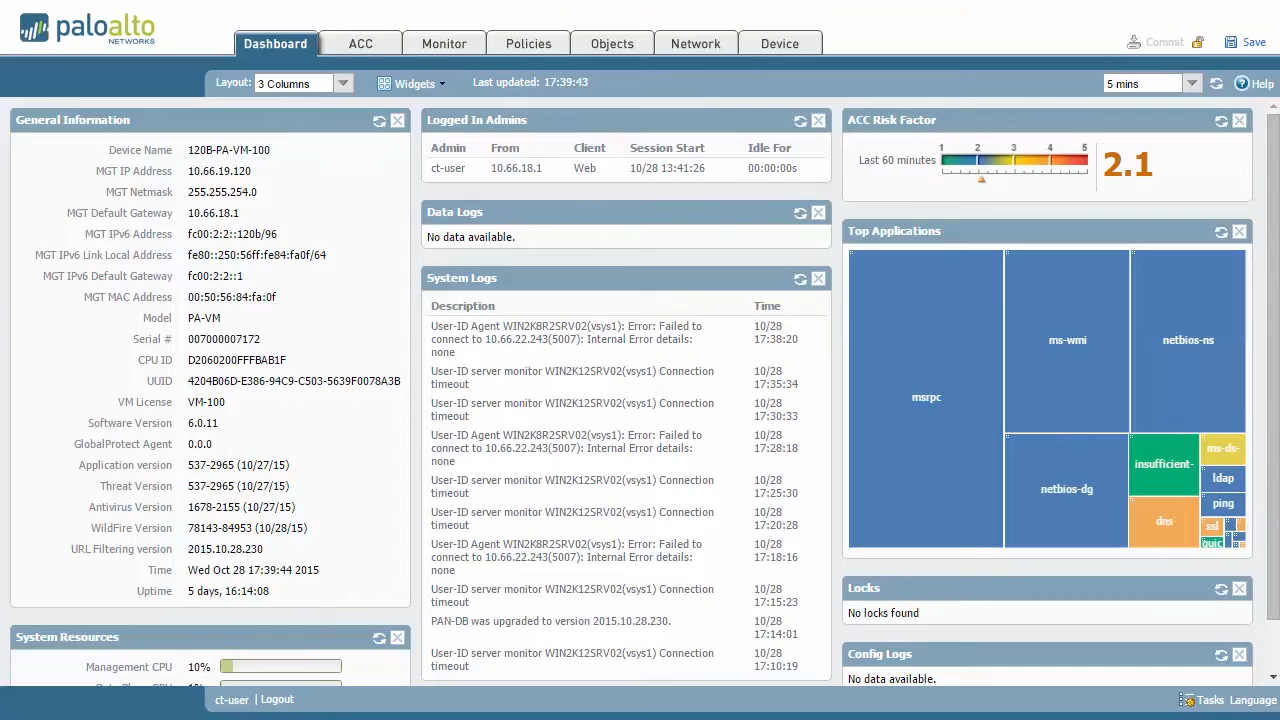 paloalto
NETWORKS
Dashboard
ACC
Monitor
Policies
Objects
Network
Device
Commit
Save
Layout: 3 Columns
Widgets
Last updated: 17:39:43
5 mins
Help
General Information
Device Name 120B-PA-VM-100
MGT IP Address 10.66.19.120
MGT Netmask 255.255.254.0
MGT Default Gateway 10.66.18.1
MGT IPv6 Address fc00:2:2::120b/96
MGT IPv6 Link Local Address fe80::250:56ff:fe84:fa0f/64
MGT IPv6 Default Gateway fc00:2:2::1
MGT MAC Address 00:50:56:84:fa:0f
Model PA-VM
Serial # 007000007172
CPU ID D2060200FFFBAB1F
UUID 4204B06D-E386-94C9-C503-5639F0078A3B
VM License VM-100
Software Version 6.0.11
GlobalProtect Agent 0.0.0
Application version 537-2965 (10/27/15)
Threat Version 537-2965 (10/27/15)
Antivirus Version 1678-2155 (10/27/15)
WildFire Version 78143-84953 (10/28/15)
URL Filtering version 2015.10.28.230
Time Wed Oct 28 17:39:44 2015
Uptime 5 days, 16:14:08
System Resources
Management CPU 10%
Logged In Admins
Admin From Client Session Start Idle For
ct-user 10.66.18.1 Web 10/28 13:41:26 00:00:00s
Data Logs
No data available.
System Logs
Description Time
User-ID Agent WIN2K8R2SRV02(vsys1): Error: Failed to 10/28
connect to 10.66.22.243(5007): Internal Error details: 17:38:20
none
User-ID server monitor WIN2K12SRV02(vsys1) Connection 10/28
timeout 17:35:34
User-ID server monitor WIN2K12SRV02(vsys1) Connection 10/28
timeout 17:30:33
User-ID Agent WIN2K8R2SRV02(vsys1): Error: Failed to 10/28
connect to 10.66.22.243(5007): Internal Error details: 17:28:18
none
User-ID server monitor WIN2K12SRV02(vsys1) Connection 10/28
timeout 17:25:30
User-ID server monitor WIN2K12SRV02(vsys1) Connection 10/28
timeout 17:20:28
User-ID Agent WIN2K8R2SRV02(vsys1): Error: Failed to 10/28
connect to 10.66.22.243(5007): Internal Error details: 17:18:16
none
User-ID server monitor WIN2K12SRV02(vsys1) Connection 10/28
timeout 17:15:23
PAN-DB was upgraded to version 2015.10.28.230. 10/28
17:14:01
User-ID server monitor WIN2K12SRV02(vsys1) Connection 10/28
timeout 17:10:19
ACC Risk Factor
1 2 3 4 5
Last 60 minutes
2.1
Top Applications
msrpc
ms-wmi
netbios-ns
netbios-dg
insufficient-
ms-ds-
ldap
ping
dns
ssl
quic
Locks
No locks found
Config Logs
No data available.
ct-user | Logout
Tasks
Language